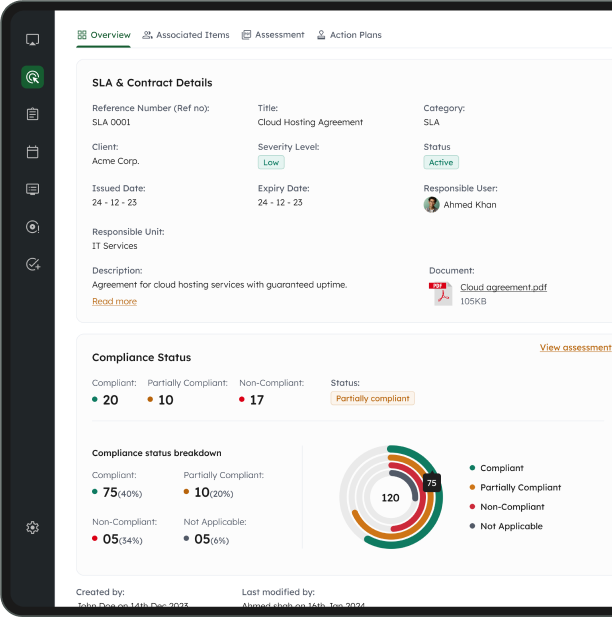 Overview Associated Items Assessment Action Plans
SLA & Contract Details
Reference Number (Ref no): Title: Category:
SLA 0001 Cloud Hosting Agreement SLA
Client: Severity Level: Status
Acme Corp. Low Active
Issued Date: Expiry Date: Responsible User:
24 - 12 - 23 24 - 12 - 23 Ahmed Khan
Responsible Unit:
IT Services
Description: Document:
Agreement for cloud hosting services with guaranteed uptime. PDF Cloud agreement.pdf
Read more 105KB
View assessment
Compliance Status
Compliant: Partially Compliant: Non-Compliant: Status:
20 10 17 Partially compliant
Compliance status breakdown
Compliant: Partially Compliant:
75(40%) 10(20%)
Non-Compliant: Not Applicable:
05(34%) 05(6%)
75
120
Compliant
Partially Compliant
Non-Compliant
Not Applicable
Created by: Last modified by:
John Doe on 14th Dec 2023 Ahmed shah on 16th Jan 2024